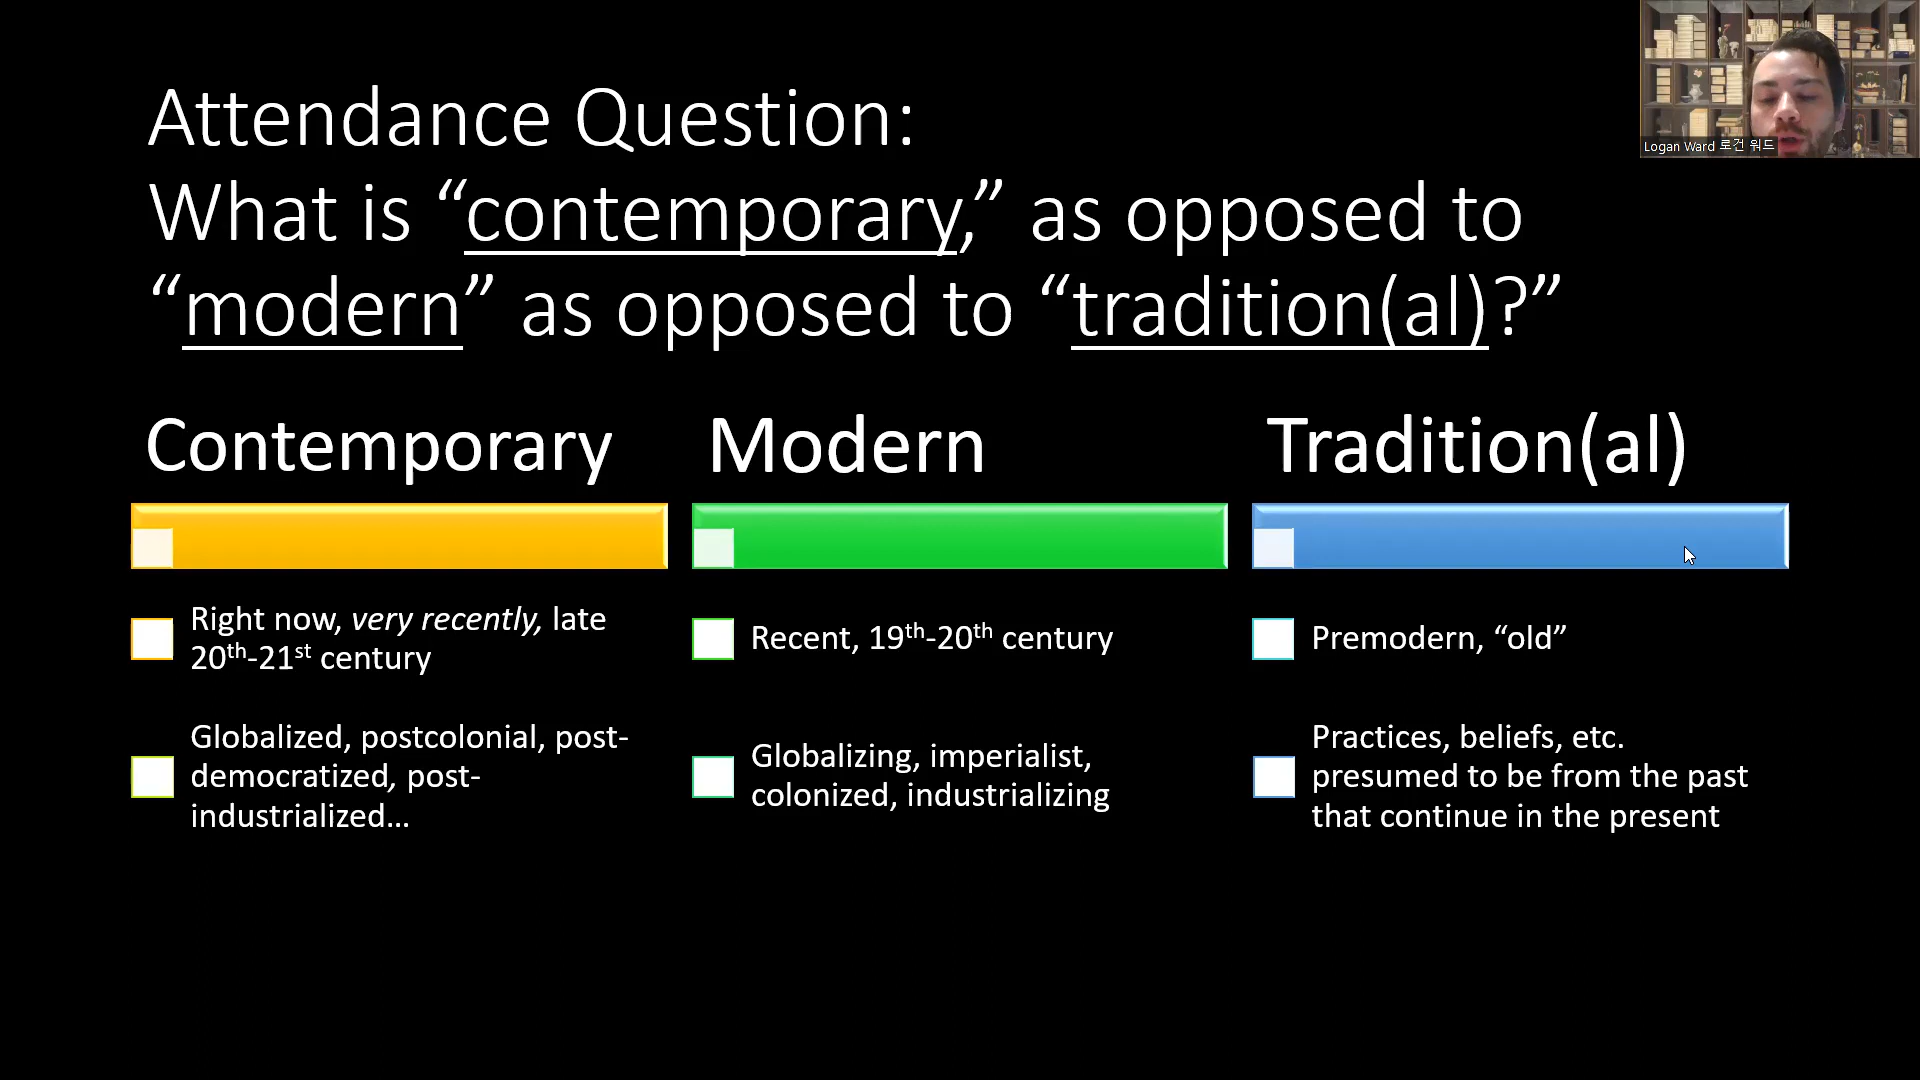 Attendance Question:
What is “contemporary,” as opposed to
“modern” as opposed to “tradition(al)?”
Logan Ward 로건 워드
Contemporary
Right now, very recently, late
20th-21st century
Globalized, postcolonial, post-
democratized, post-
industrialized…
Modern
Recent, 19th-20th century
Globalizing, imperialist,
colonized, industrializing
Tradition(al)
Premodern, “old”
Practices, beliefs, etc.
presumed to be from the past
that continue in the present